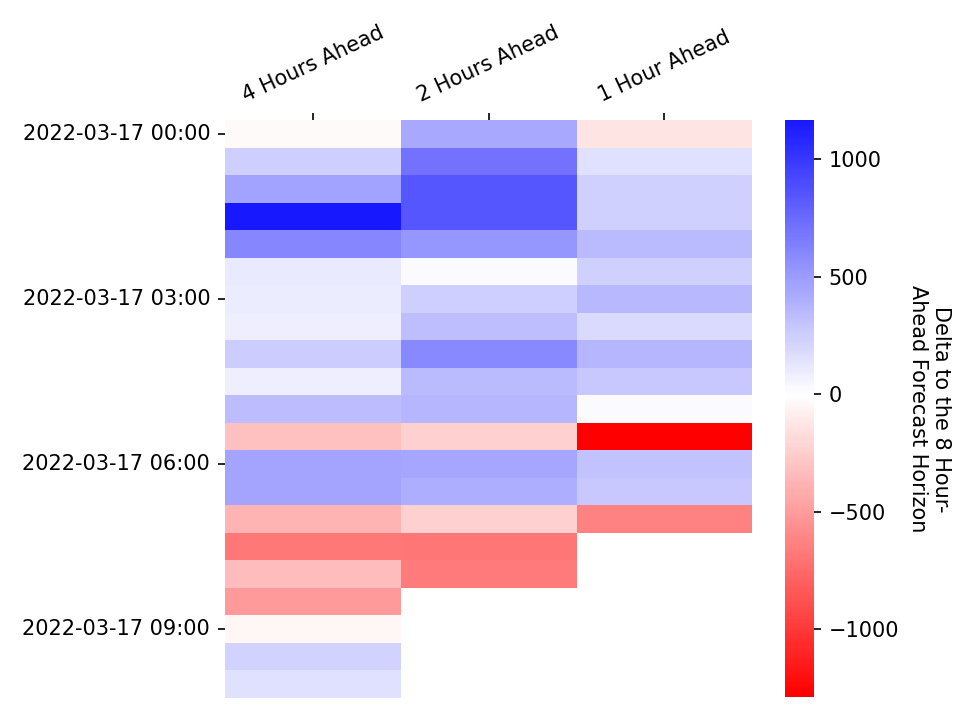 4 Hours Ahead
2 Hours Ahead
1 Hour Ahead
2022-03-17 00:00
2022-03-17 03:00
2022-03-17 06:00
2022-03-17 09:00
1000
500
0
−500
−1000
Delta to the 8 Hour-
Ahead Forecast Horizon